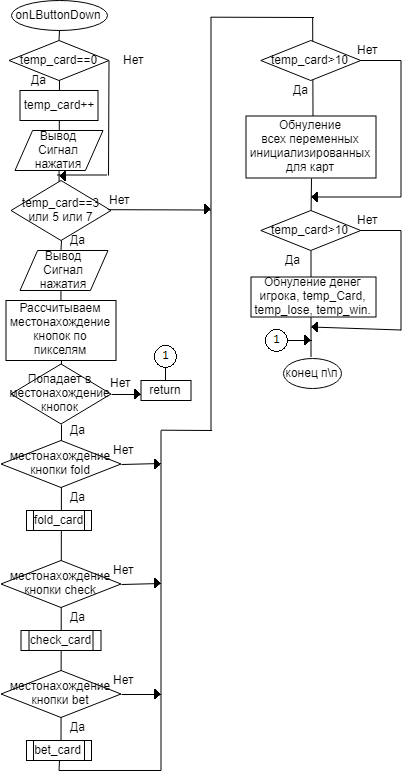 onLButtonDown
temp_card==0
Нет
Да
temp_card++
Вывод
Сигнал
нажатия
temp_card==3
или 5 или 7
Нет
Да
Вывод
Сигнал
нажатия
Рассчитываем
местонахождение
кнопок по
пикселям
Попадает в
местонахождение
кнопок
Нет
return
1
Да
местонахождение
кнопки fold
Нет
Да
fold_card
местонахождение
кнопки check
Нет
Да
check_card
местонахождение
кнопки bet
Нет
Да
bet_card
temp_card>10
Нет
Да
Обнуление
всех переменных
инициализированных
для карт
temp_card>10
Нет
Да
Обнуление денег
игрока, temp_Card,
temp_lose, temp_win.
1
конец п\п